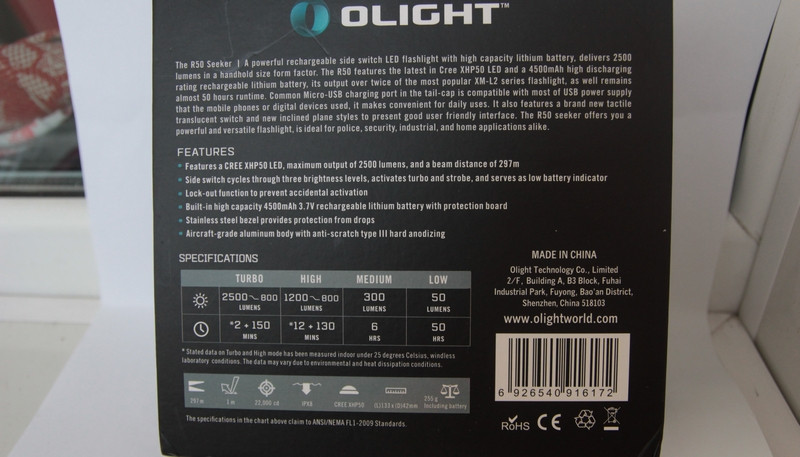 OLIGHT™
The R50 Seeker | A powerful rechargeable side switch LED flashlight with high capacity lithium battery, delivers 2500
lumens in a handhold size form factor. The R50 features the latest in Cree XHP50 LED and a 4500mAh high discharging
rating rechargeable lithium battery, its output over twice of the most popular XM-L2 series flashlight, as well remains
almost 50 hours runtime. Common Micro-USB charging port in the tail-cap is compatible with most of USB power supply
that the mobile phones or digital devices used, it makes convenient for daily uses. It also features a brand new tactile
translucent switch and new inclined plane styles to present good user friendly interface. The R50 seeker offers you a
powerful and versatile flashlight, is ideal for police, security, industrial, and home applications alike.
FEATURES
• Features a CREE XHP50 LED, maximum output of 2500 lumens, and a beam distance of 297m
• Side switch cycles through three brightness levels, activates turbo and strobe, and serves as low battery indicator
• Lock-out function to prevent accidental activation
• Built-in high capacity 4500mAh 3.7V rechargeable lithium battery with protection board
• Stainless steel bezel provides protection from drops
• Aircraft-grade aluminum body with anti-scratch type III hard anodizing
SPECIFICATIONS
TURBO HIGH MEDIUM LOW
2500~800 LUMENS 1200~800 LUMENS 300 LUMENS 50 LUMENS
*2+150 MINS *12+130 MINS 6 HRS 50 HRS
* Stated data on Turbo and High mode has been measured indoor under 25 degrees Celsius, windless
laboratory conditions. The data may vary due to environmental and heat dissipation conditions.
297 m 1 m 22,000 cd IPX8 CREE XHP50 (L)133 x (D)42mm 255 g Including battery
The specifications in the chart above claim to ANSI/NEMA FL1-2009 Standards.
MADE IN CHINA
Olight Technology Co., Limited
2/F, Building A, B3 Block, Fuhai
Industrial Park, Fuyong, Bao'an District,
Shenzhen, China 518103
www.olightworld.com
6 926540 916172
RoHS CE